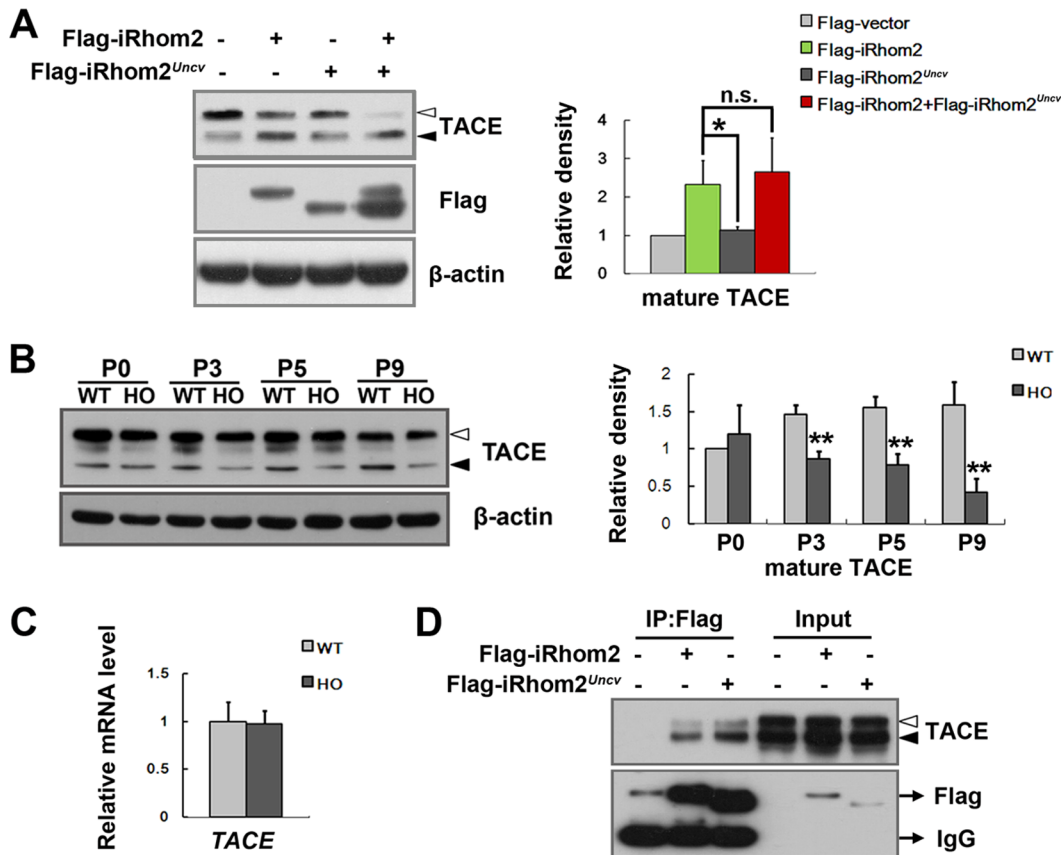 A
Flag-iRhom2 - + - +
Flag-iRhom2Uncv - - + +
TACE
Flag
β-actin
Flag-vector
Flag-iRhom2
Flag-iRhom2Uncv
Flag-iRhom2+Flag-iRhom2Uncv
n.s.
*
Relative density
4
3
2
1
0
mature TACE
B
P0 P3 P5 P9
WT HO WT HO WT HO WT HO
TACE
β-actin
WT
HO
Relative density
2
1.5
1
0.5
0
** ** **
P0 P3 P5 P9
mature TACE
C
WT
HO
Relative mRNA level
1.5
1
0.5
0
TACE
D
IP:Flag Input
Flag-iRhom2 - + - - + -
Flag-iRhom2Uncv - - + - - +
TACE
Flag
IgG